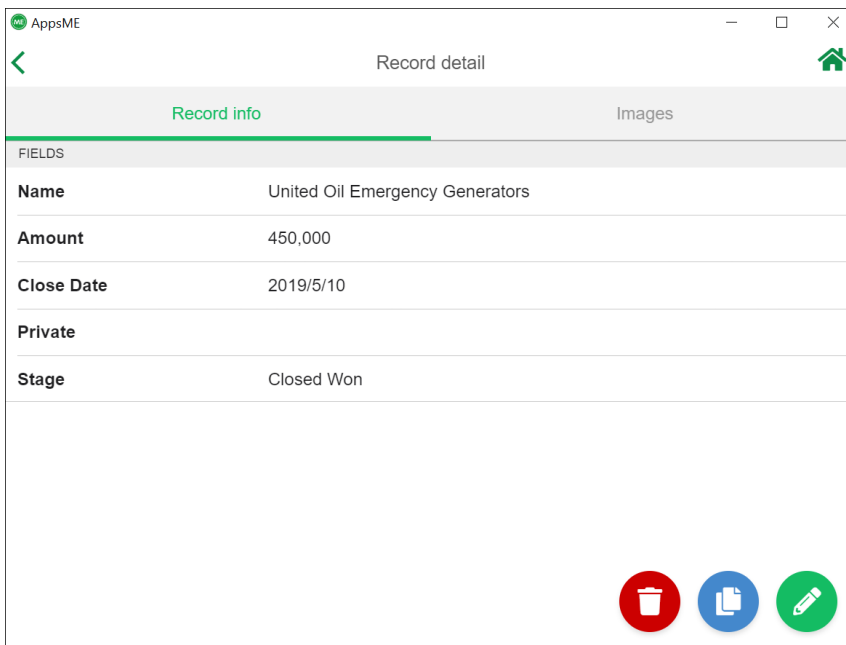 ME AppsME
Record detail
Record info Images
FIELDS
Name United Oil Emergency Generators
Amount 450,000
Close Date 2019/5/10
Private
Stage Closed Won